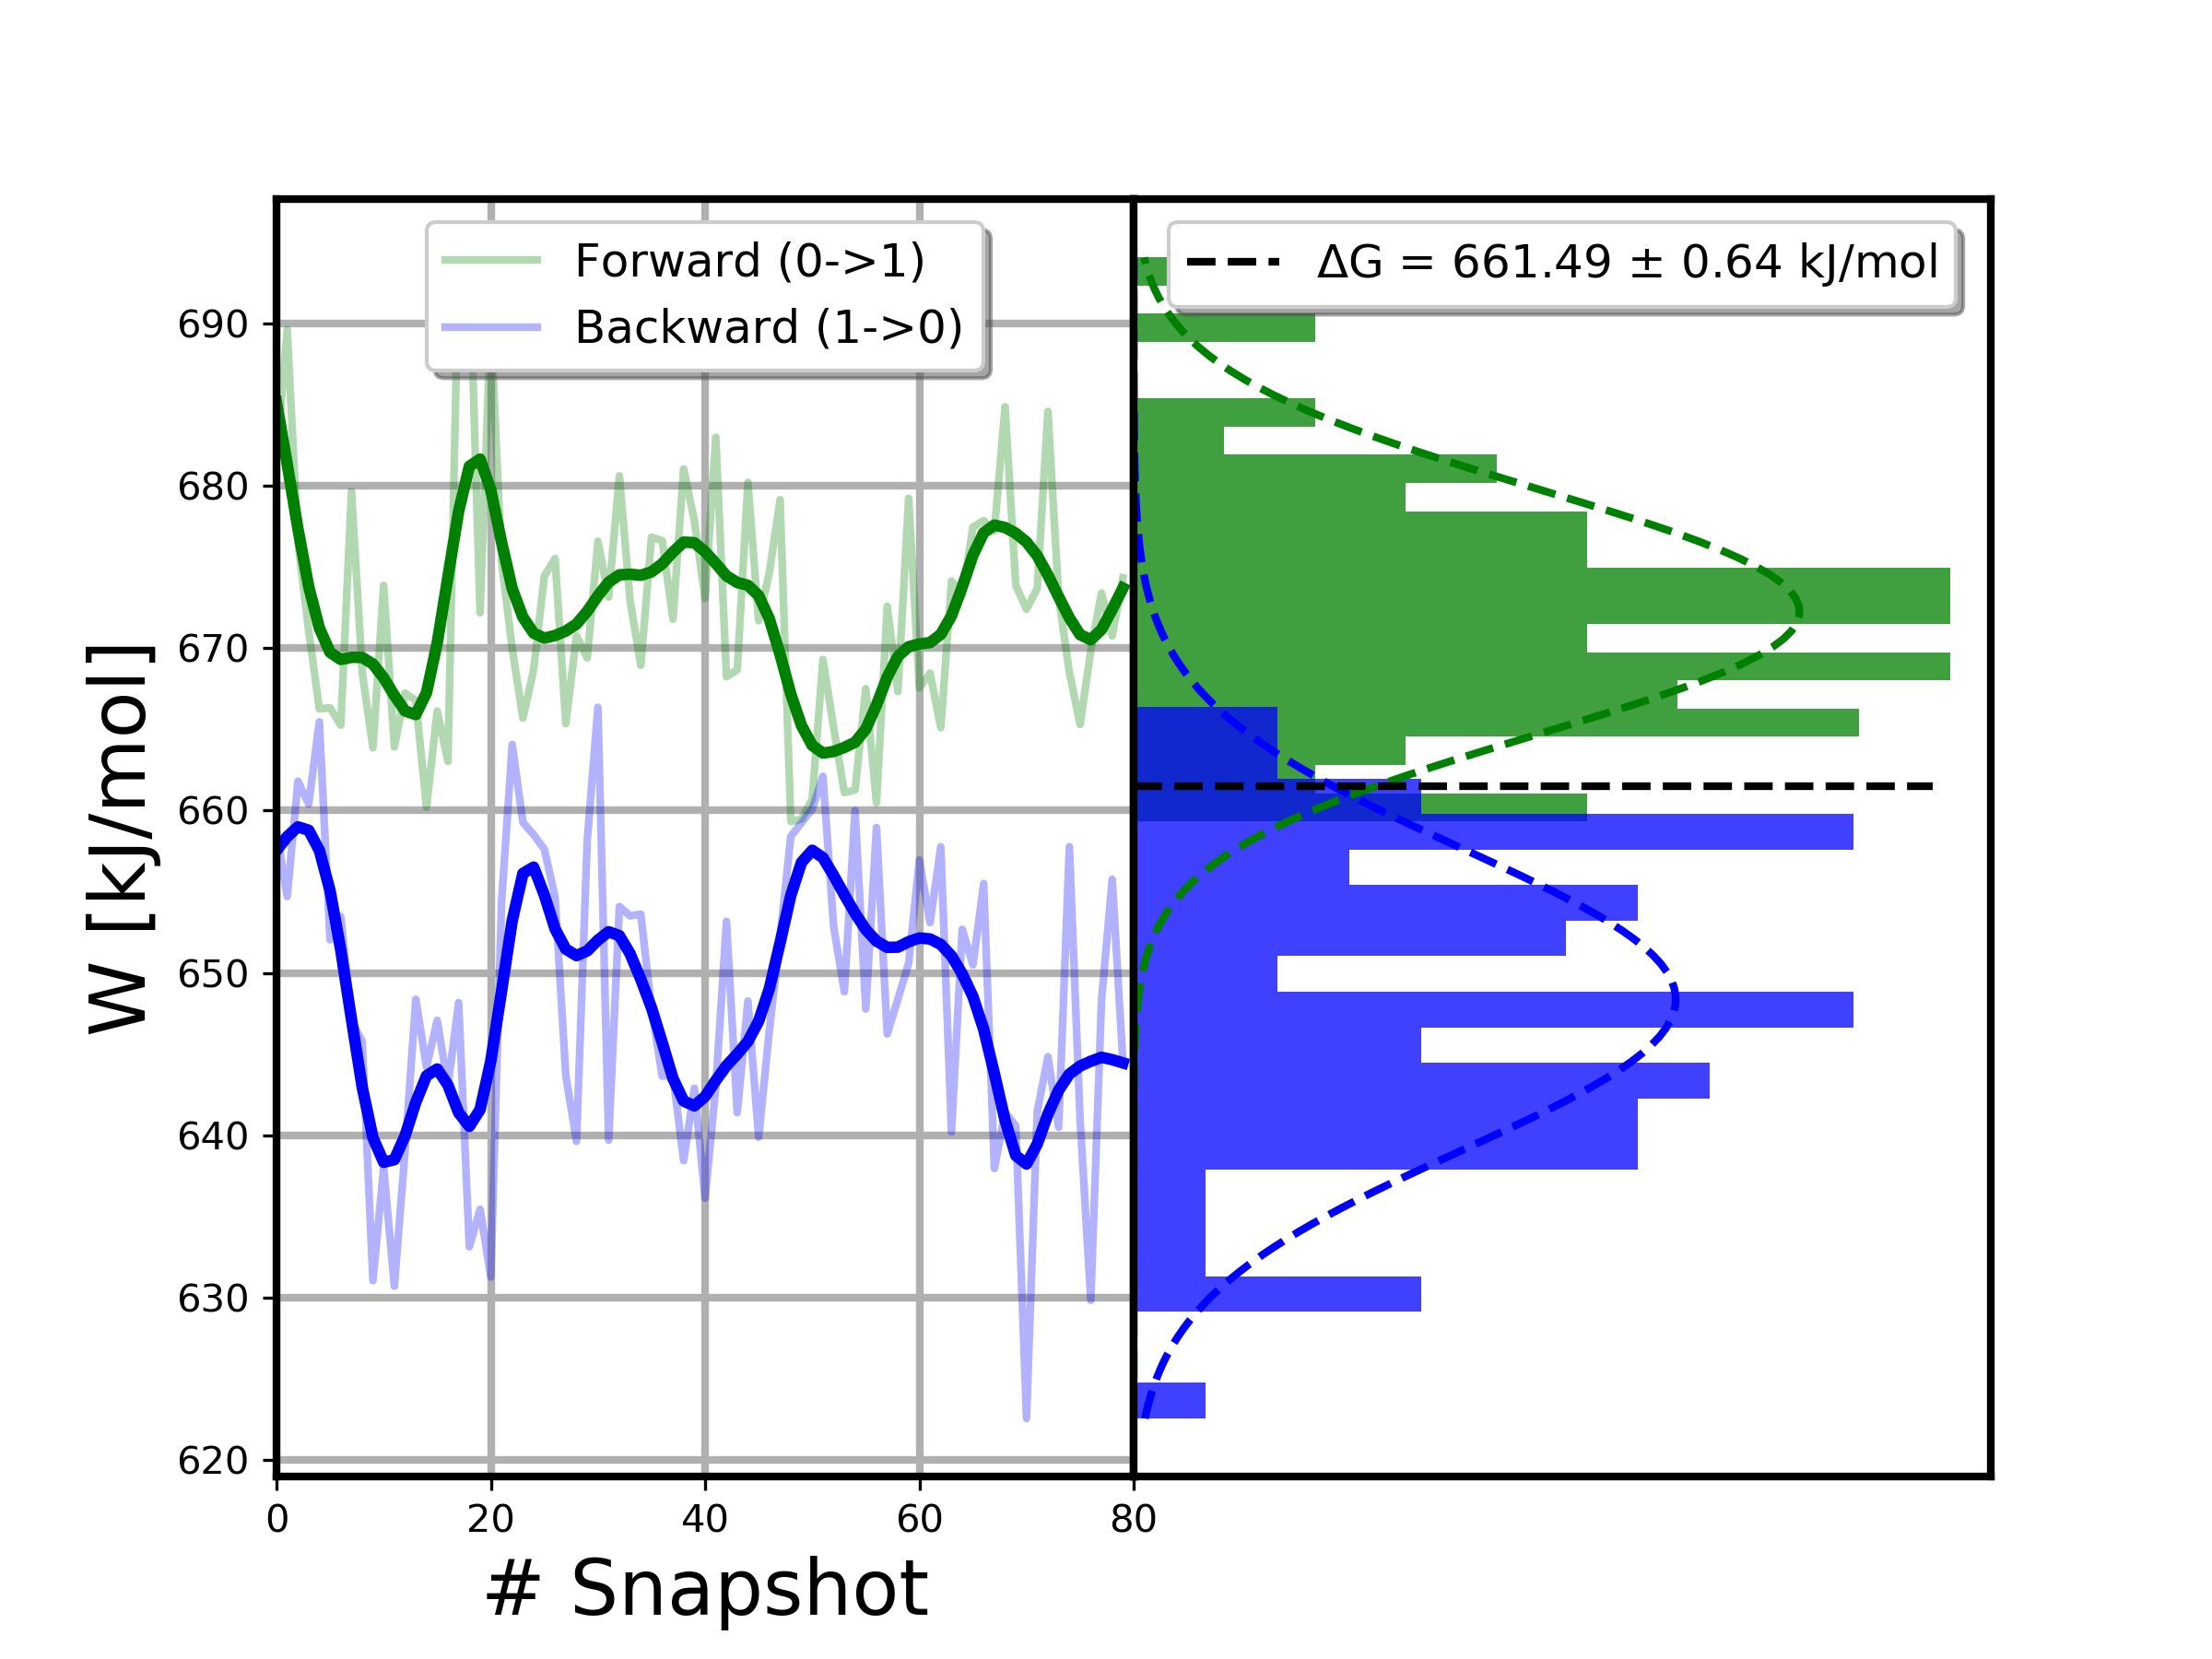 Forward (0->1)
Backward (1->0)
ΔG = 661.49 ± 0.64 kJ/mol
W [kJ/mol]
690
680
670
660
650
640
630
620
0 20 40 60 80
# Snapshot